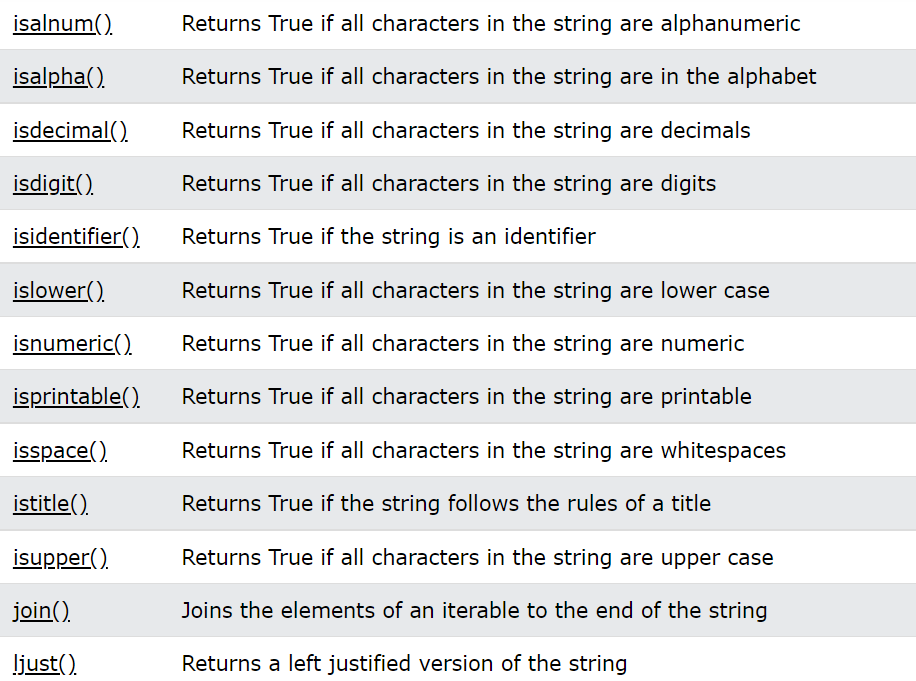 isalnum() Returns True if all characters in the string are alphanumeric
isalpha() Returns True if all characters in the string are in the alphabet
isdecimal() Returns True if all characters in the string are decimals
isdigit() Returns True if all characters in the string are digits
isidentifier() Returns True if the string is an identifier
islower() Returns True if all characters in the string are lower case
isnumeric() Returns True if all characters in the string are numeric
isprintable() Returns True if all characters in the string are printable
isspace() Returns True if all characters in the string are whitespaces
istitle() Returns True if the string follows the rules of a title
isupper() Returns True if all characters in the string are upper case
join() Joins the elements of an iterable to the end of the string
ljust() Returns a left justified version of the string